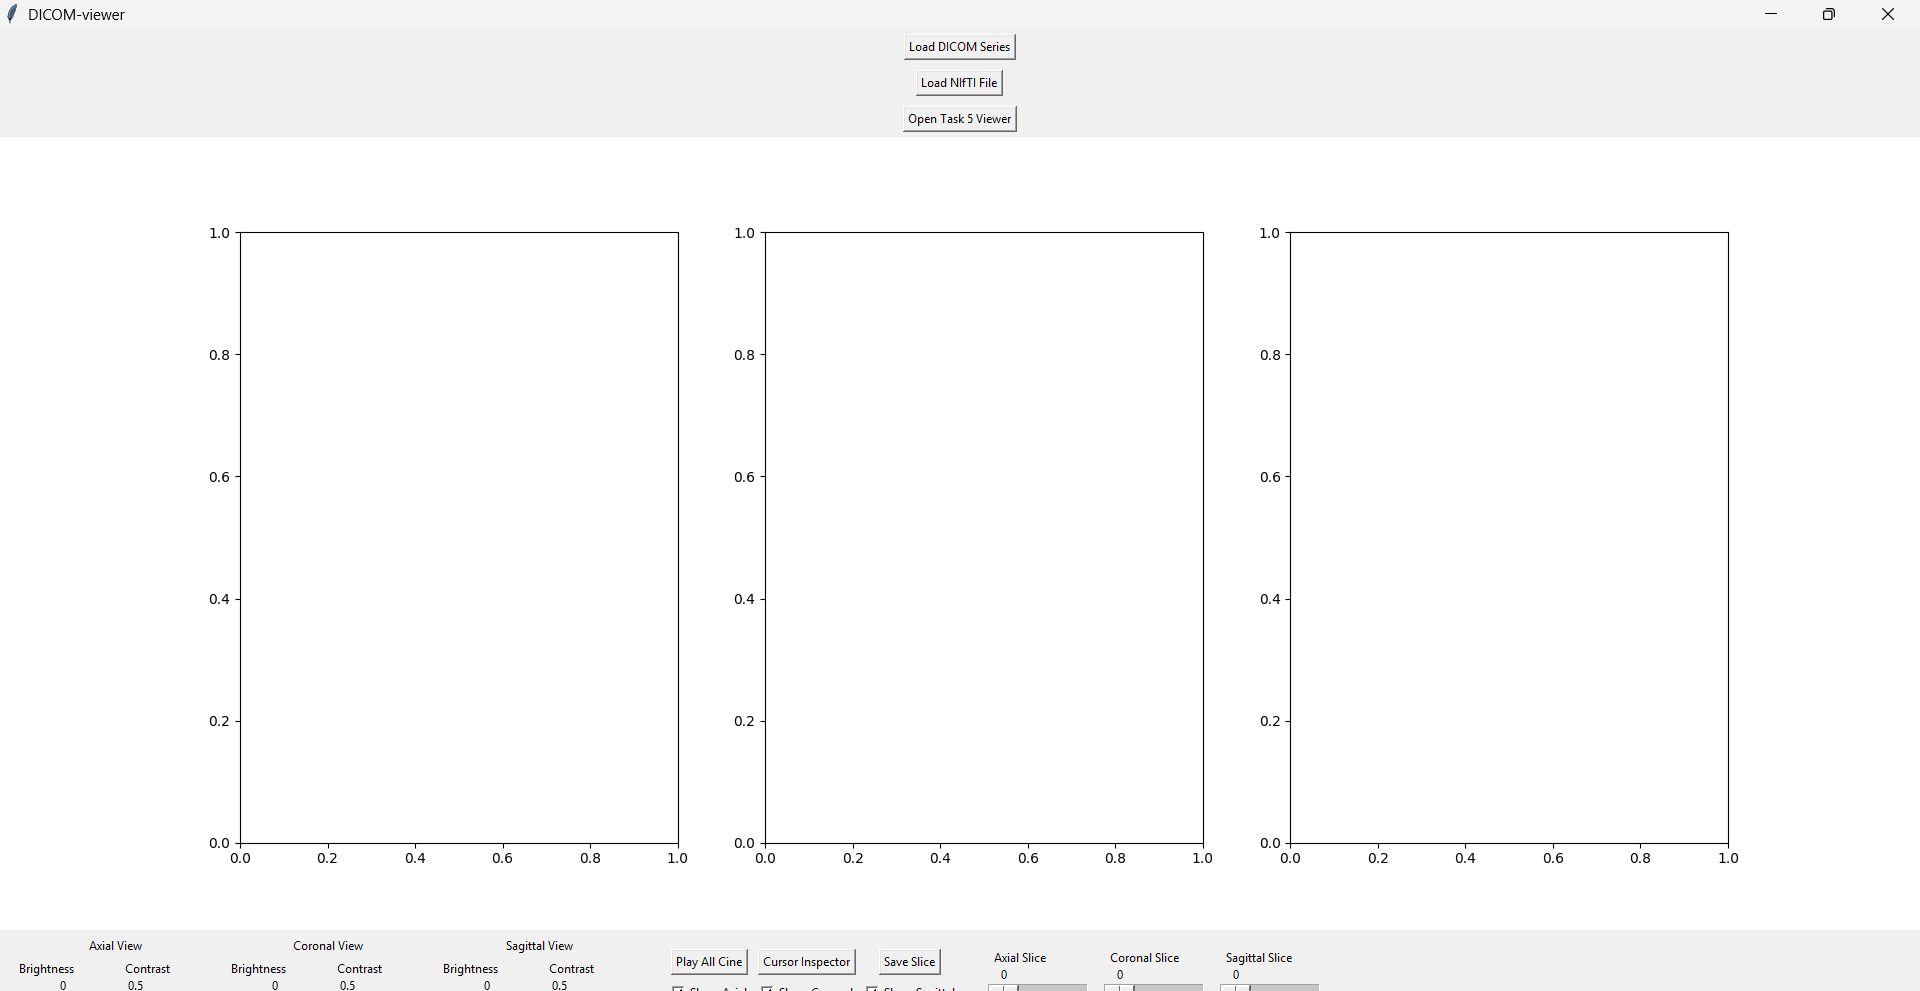 DICOM-viewer
Load DICOM Series
Load NIfTI File
Open Task 5 Viewer
1.0 1.0 1.0
0.8 0.8 0.8
0.6 0.6 0.6
0.4 0.4 0.4
0.2 0.2 0.2
0.0 0.0 0.0
0.0 0.2 0.4 0.6 0.8 1.0 0.0 0.2 0.4 0.6 0.8 1.0 0.0 0.2 0.4 0.6 0.8 1.0
Axial View Coronal View Sagittal View
Brightness Contrast Brightness Contrast Brightness Contrast
0 0.5 0 0.5 0 0.5
Play All Cine Cursor Inspector Save Slice
Axial Slice Coronal Slice Sagittal Slice
0 0 0